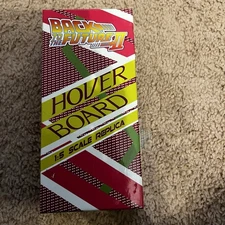 BACK
TO THE
FUTURE II
HOVER
BOARD
1:5 SCALE REPLICA